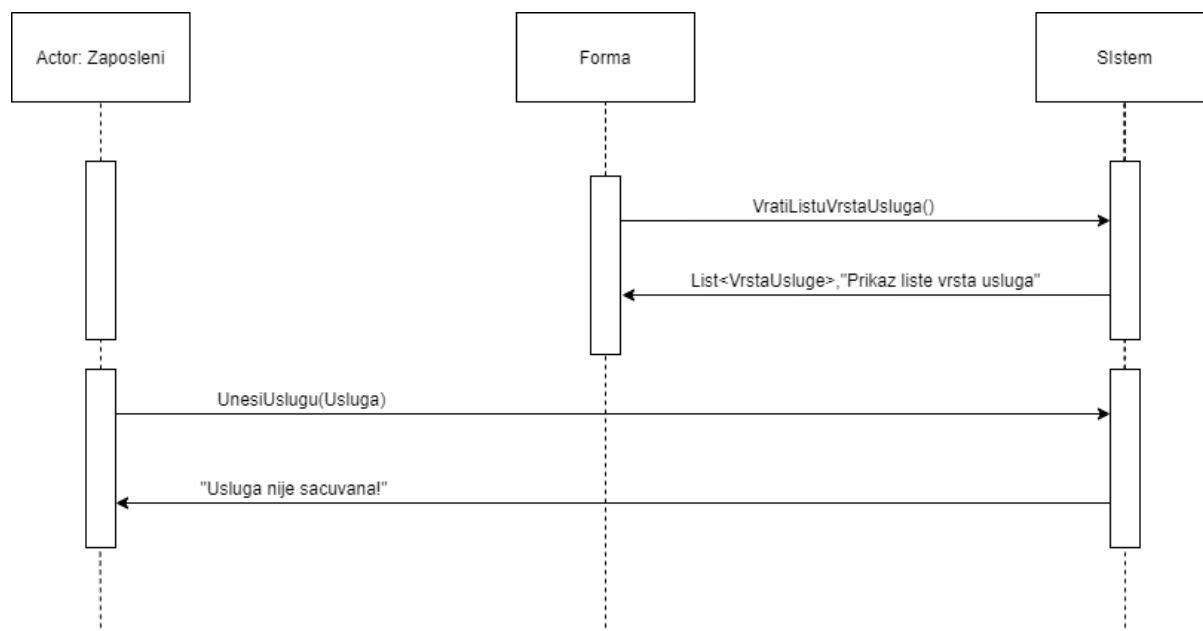 Actor: Zaposleni
Forma
SIstem
VratiListuVrstaUsluga()
List<VrstaUsluge>,"Prikaz liste vrsta usluga"
UnesiUslugu(Usluga)
"Usluga nije sacuvana!"